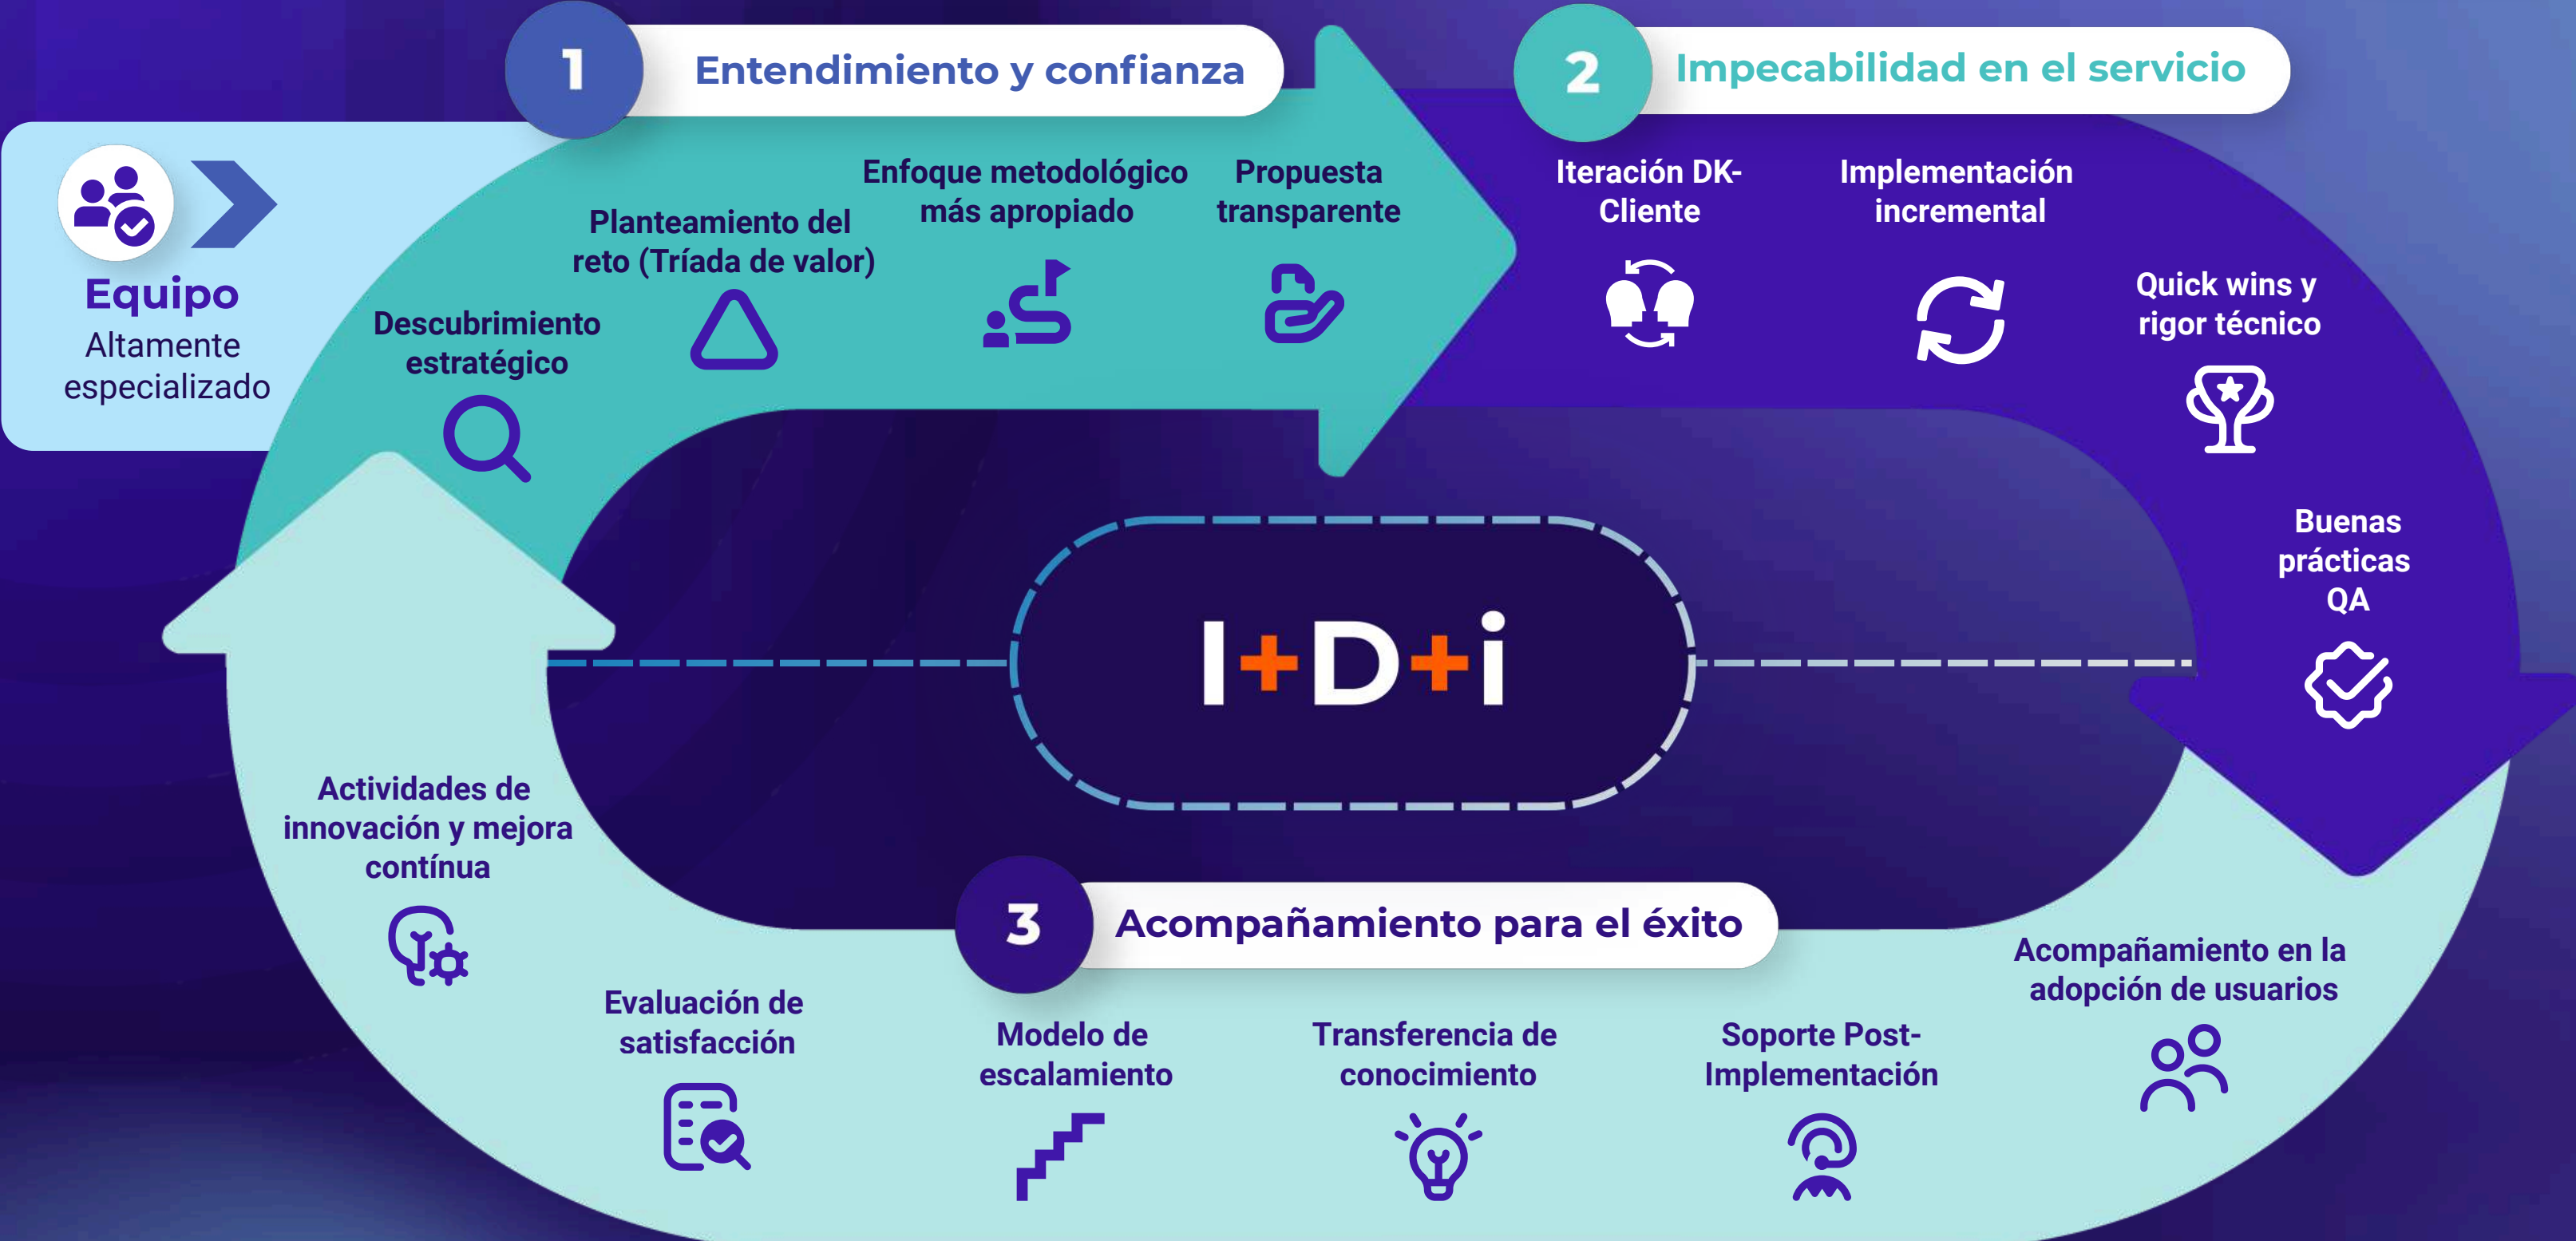 1
Entendimiento y confianza
2
Impecabilidad en el servicio
Equipo
Altamente
especializado
Descubrimiento
estratégico
Planteamiento del
reto (Tríada de valor)
Enfoque metodológico
más apropiado
Propuesta
transparente
Iteración DK-
Cliente
Implementación
incremental
Quick wins y
rigor técnico
Buenas
prácticas
QA
I+D+i
3
Acompañamiento para el éxito
Acompañamiento en la
adopción de usuarios
Soporte Post-
Implementación
Transferencia de
conocimiento
Modelo de
escalamiento
Evaluación de
satisfacción
Actividades de
innovación y mejora
contínua